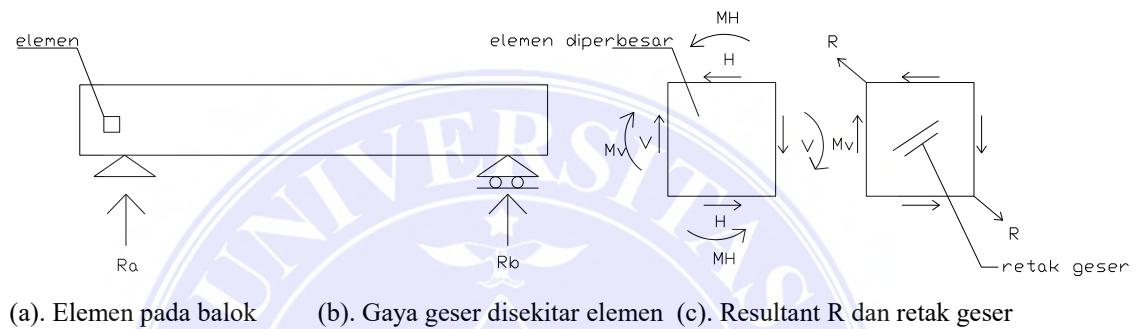 elemen
elemen diperbesar
MH
H
R
Mv
V
V
Mv
H
MH
R
Ra
Rb
retak geser
UNIVERSITAS
(a). Elemen pada balok
(b). Gaya geser disekitar elemen
(c). Resultant R dan retak geser